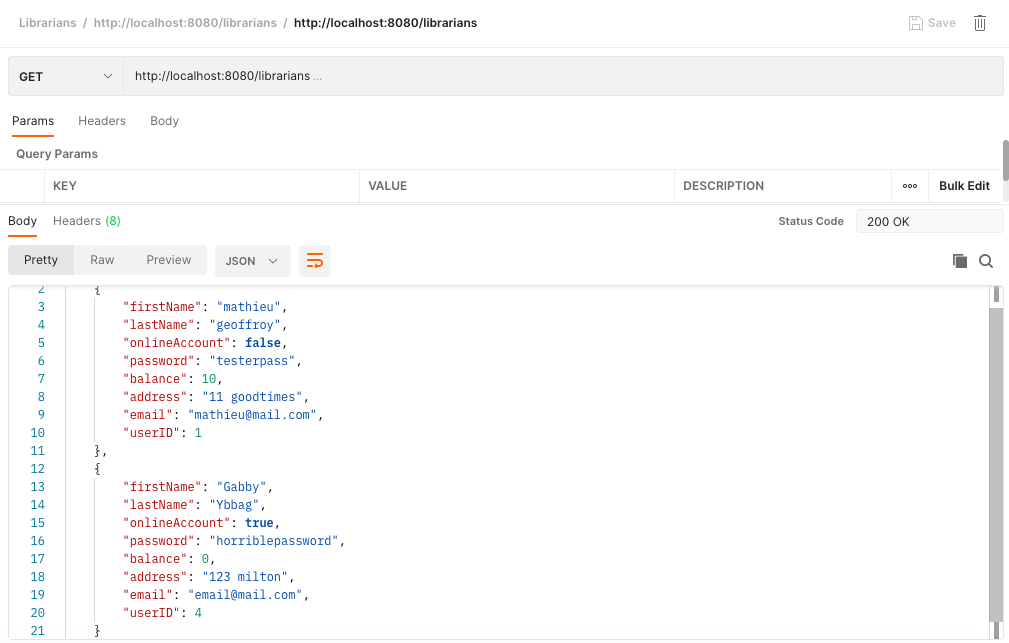 Librarians / http://localhost:8080/librarians / http://localhost:8080/librarians
Save
GET
http://localhost:8080/librarians ...
Params Headers Body
Query Params
KEY VALUE DESCRIPTION ooo Bulk Edit
Body Headers (8) Status Code 200 OK
Pretty Raw Preview JSON
2 {
3 "firstName": "mathieu",
4 "lastName": "geoffroy",
5 "onlineAccount": false,
6 "password": "testerpass",
7 "balance": 10,
8 "address": "11 goodtimes",
9 "email": "mathieu@mail.com",
10 "userID": 1
11 },
12 {
13 "firstName": "Gabby",
14 "lastName": "Ybbag",
15 "onlineAccount": true,
16 "password": "horriblepassword",
17 "balance": 0,
18 "address": "123 milton",
19 "email": "email@mail.com",
20 "userID": 4
21 }